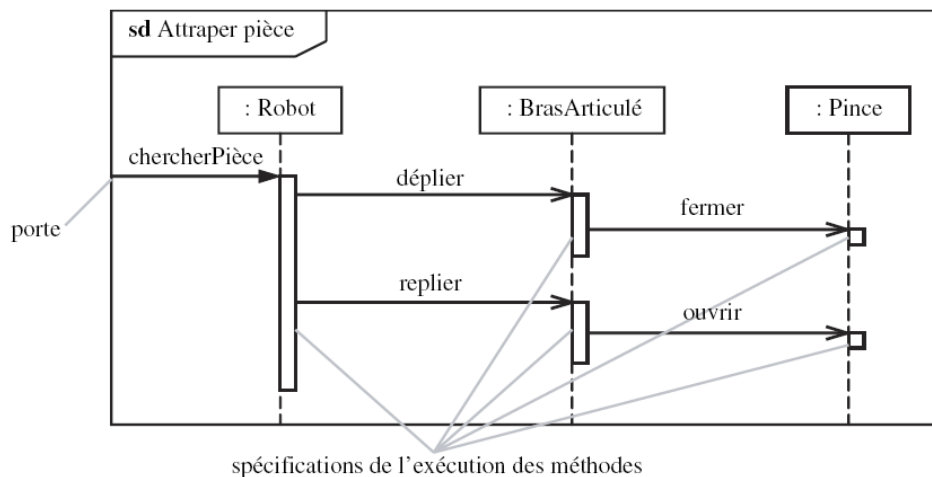 sd Attraper pièce
: Robot
: BrasArticulé
: Pince
chercherPièce
déplier
fermer
porte
replier
ouvrir
spécifications de l'exécution des méthodes